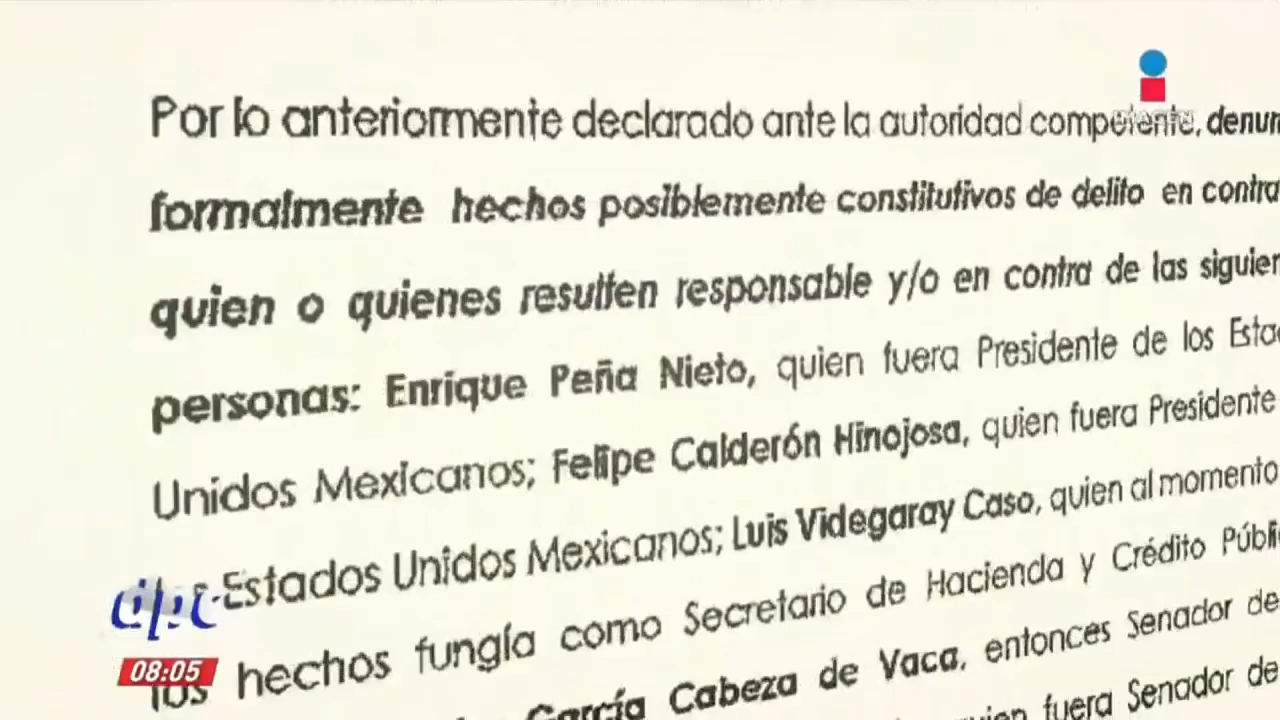 IMAGEN
Por lo anteriormente declarado ante la autoridad competente, denun
formalmente hechos posiblemente constitutivos de delito en contra
quien o quienes resulten responsable y/o en contra de las siguien
personas: Enrique Peña Nieto, quien fuera Presidente de los Esta
Unidos Mexicanos; Felipe Calderón Hinojosa, quien fuera Presidente
Estados Unidos Mexicanos; Luis Videgaray Caso, quien al momento
los hechos fungía como Secretario de Hacienda y Crédito Públi
García Cabeza de Vaca, entonces Senador de
quien fuera Senador de
08:05